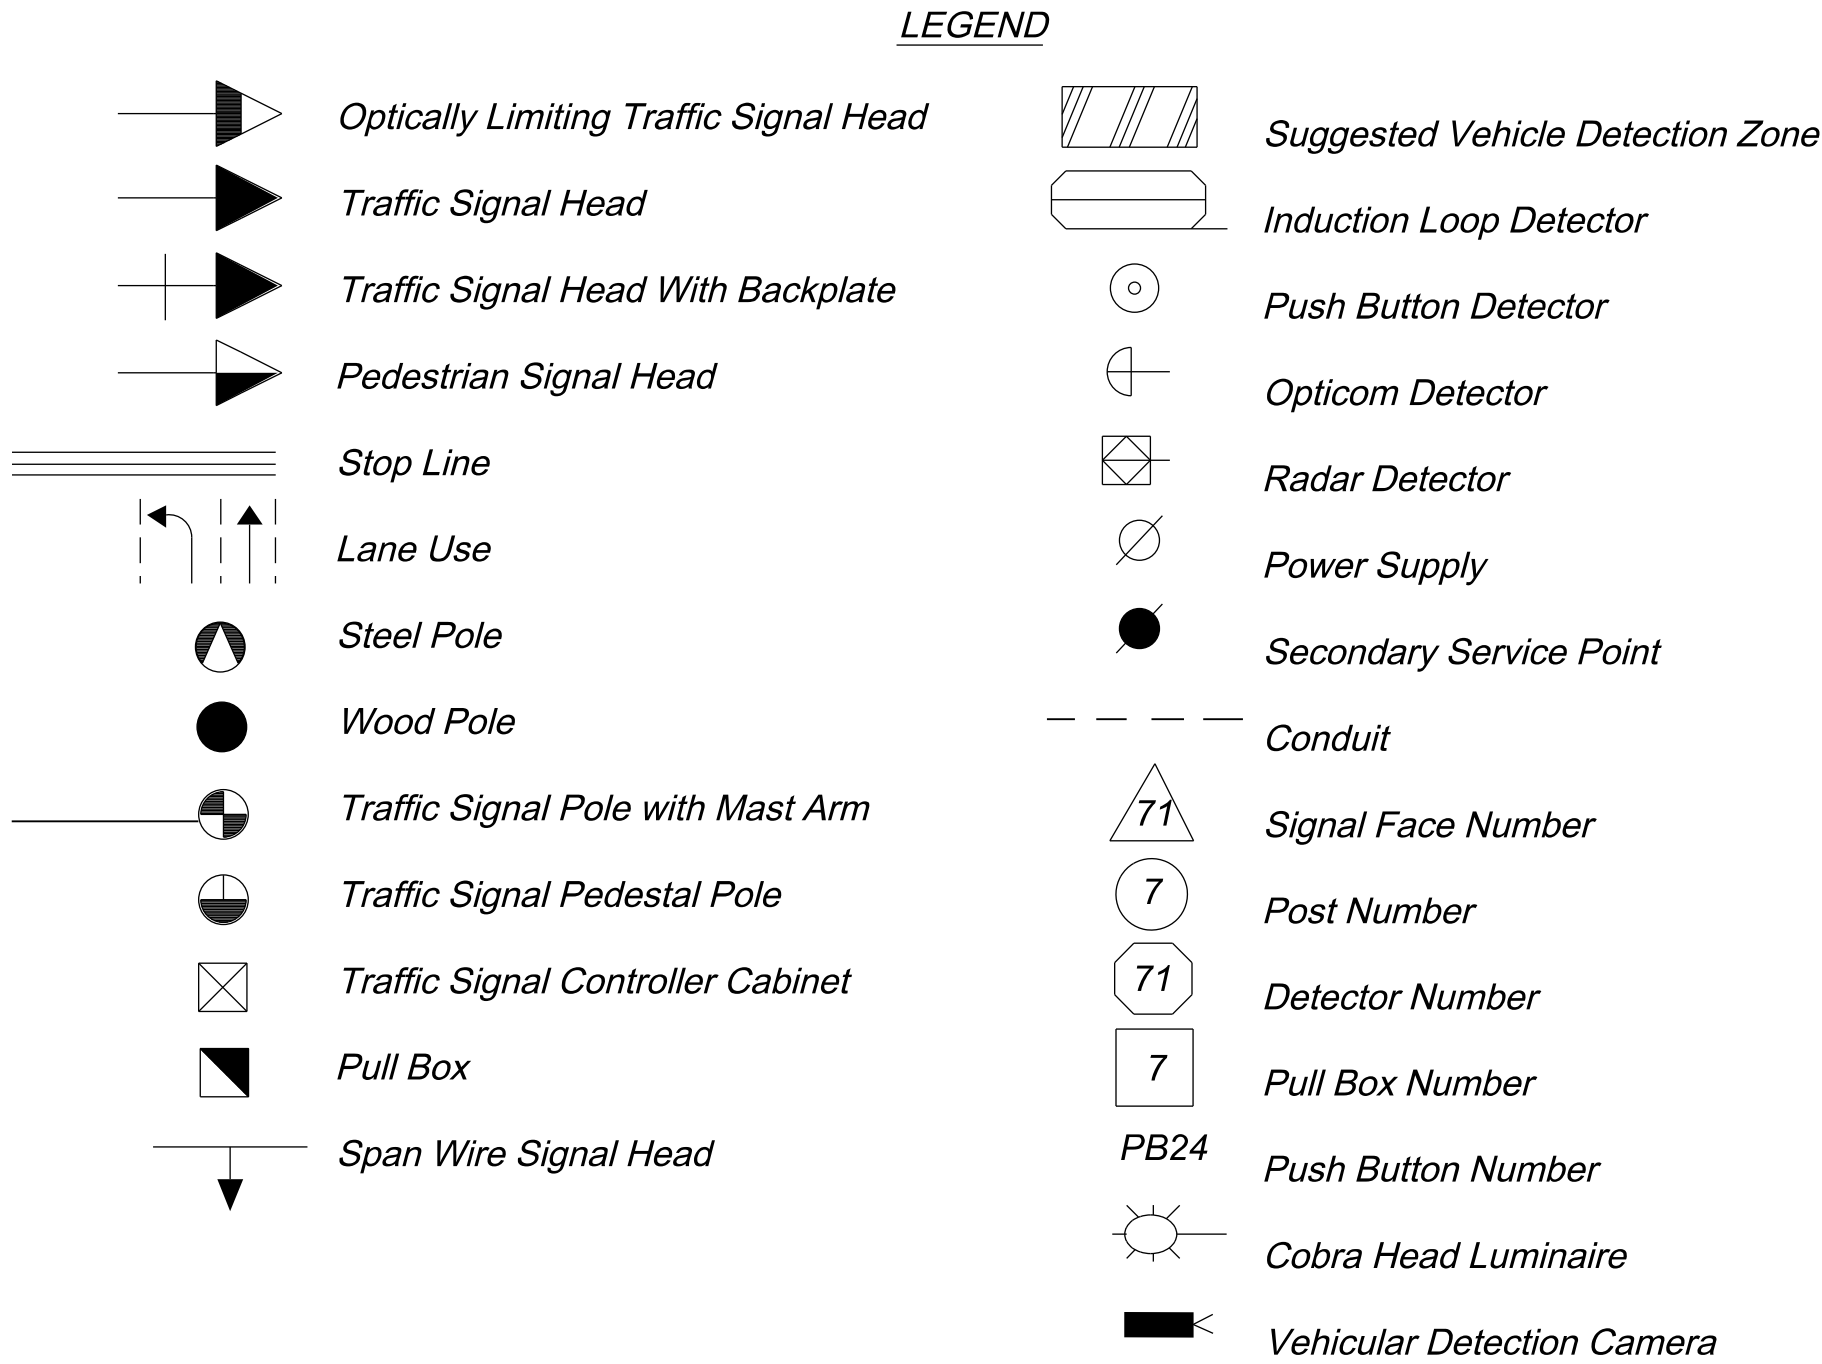 LEGEND
Optically Limiting Traffic Signal Head
Traffic Signal Head
Traffic Signal Head With Backplate
Pedestrian Signal Head
Stop Line
Lane Use
Steel Pole
Wood Pole
Traffic Signal Pole with Mast Arm
Traffic Signal Pedestal Pole
Traffic Signal Controller Cabinet
Pull Box
Span Wire Signal Head
Suggested Vehicle Detection Zone
Induction Loop Detector
Push Button Detector
Opticom Detector
Radar Detector
Power Supply
Secondary Service Point
Conduit
71 Signal Face Number
7 Post Number
71 Detector Number
7 Pull Box Number
PB24 Push Button Number
Cobra Head Luminaire
Vehicular Detection Camera